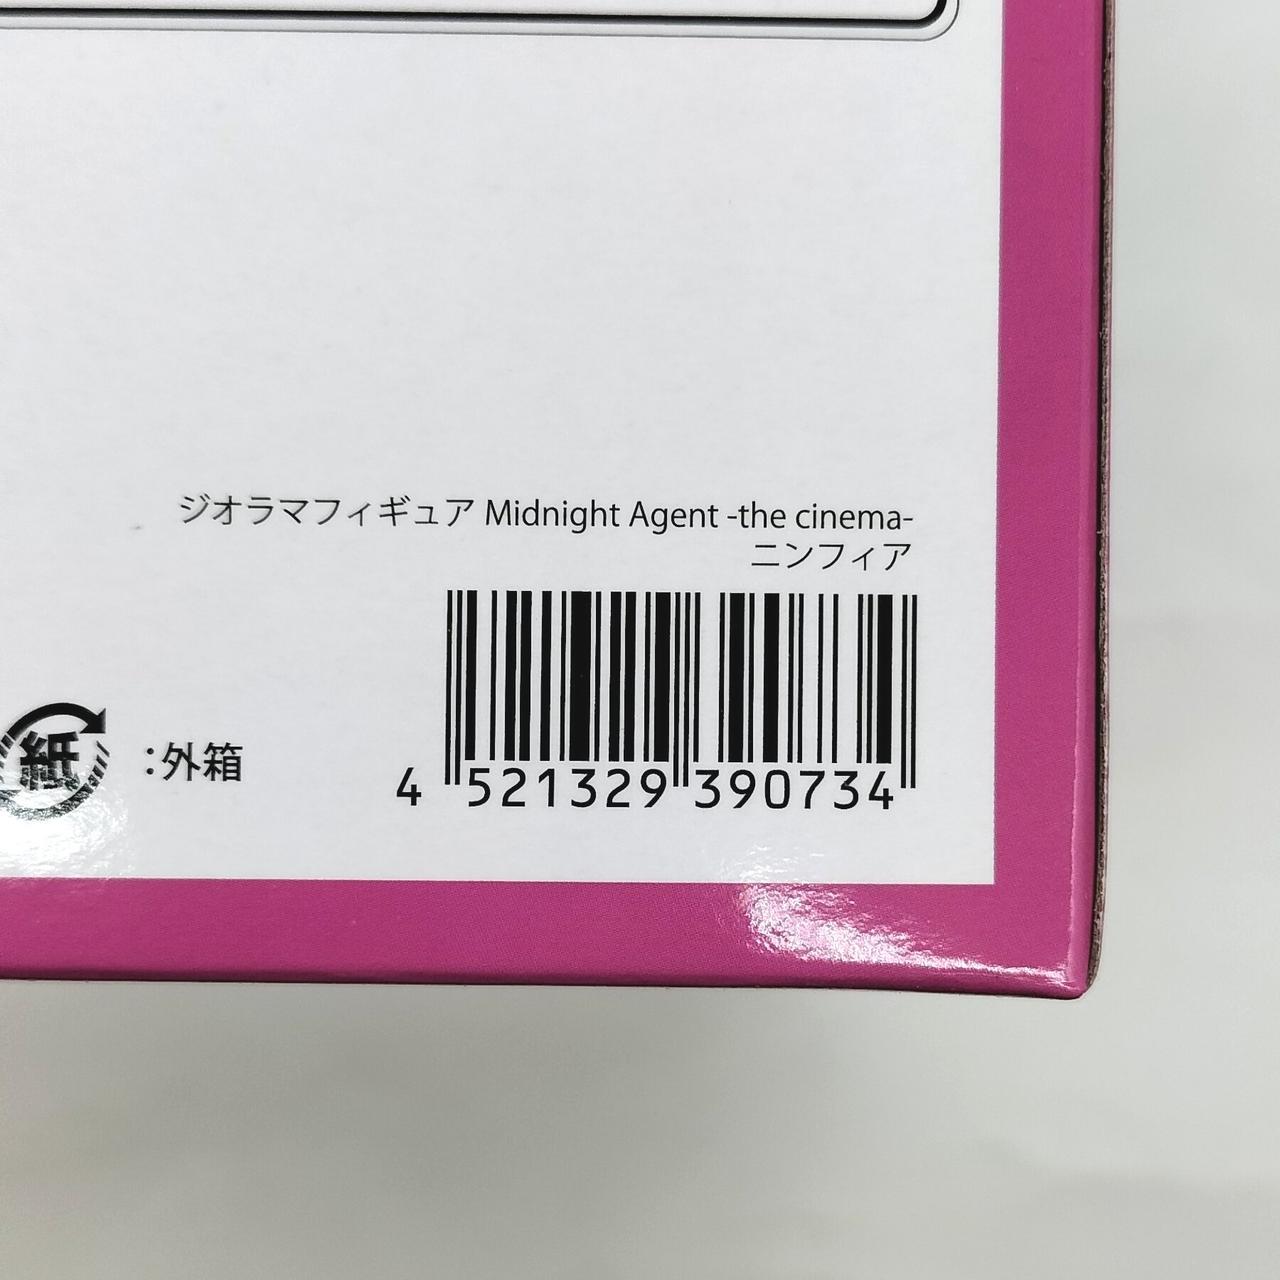 ジオラマフィギュア Midnight Agent -the cinema-
ニンフィア
紙 :外箱
4 521329 390734